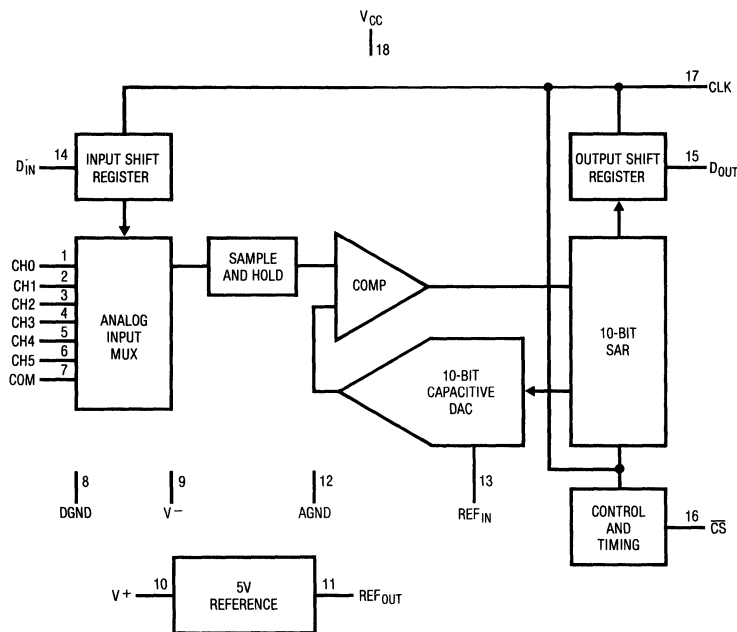 VCC
18
17
CLK
14
DIN
INPUT SHIFT
REGISTER
OUTPUT SHIFT
REGISTER
15
DOUT
CH0
1
CH1
2
CH2
3
CH3
4
CH4
5
CH5
6
COM
7
ANALOG
INPUT
MUX
SAMPLE
AND HOLD
COMP
10-BIT
CAPACITIVE
DAC
10-BIT
SAR
8
DGND
9
V−
12
AGND
13
REFIN
CONTROL
AND
TIMING
16
C̅S̅
V+
10
5V
REFERENCE
11
REFOUT